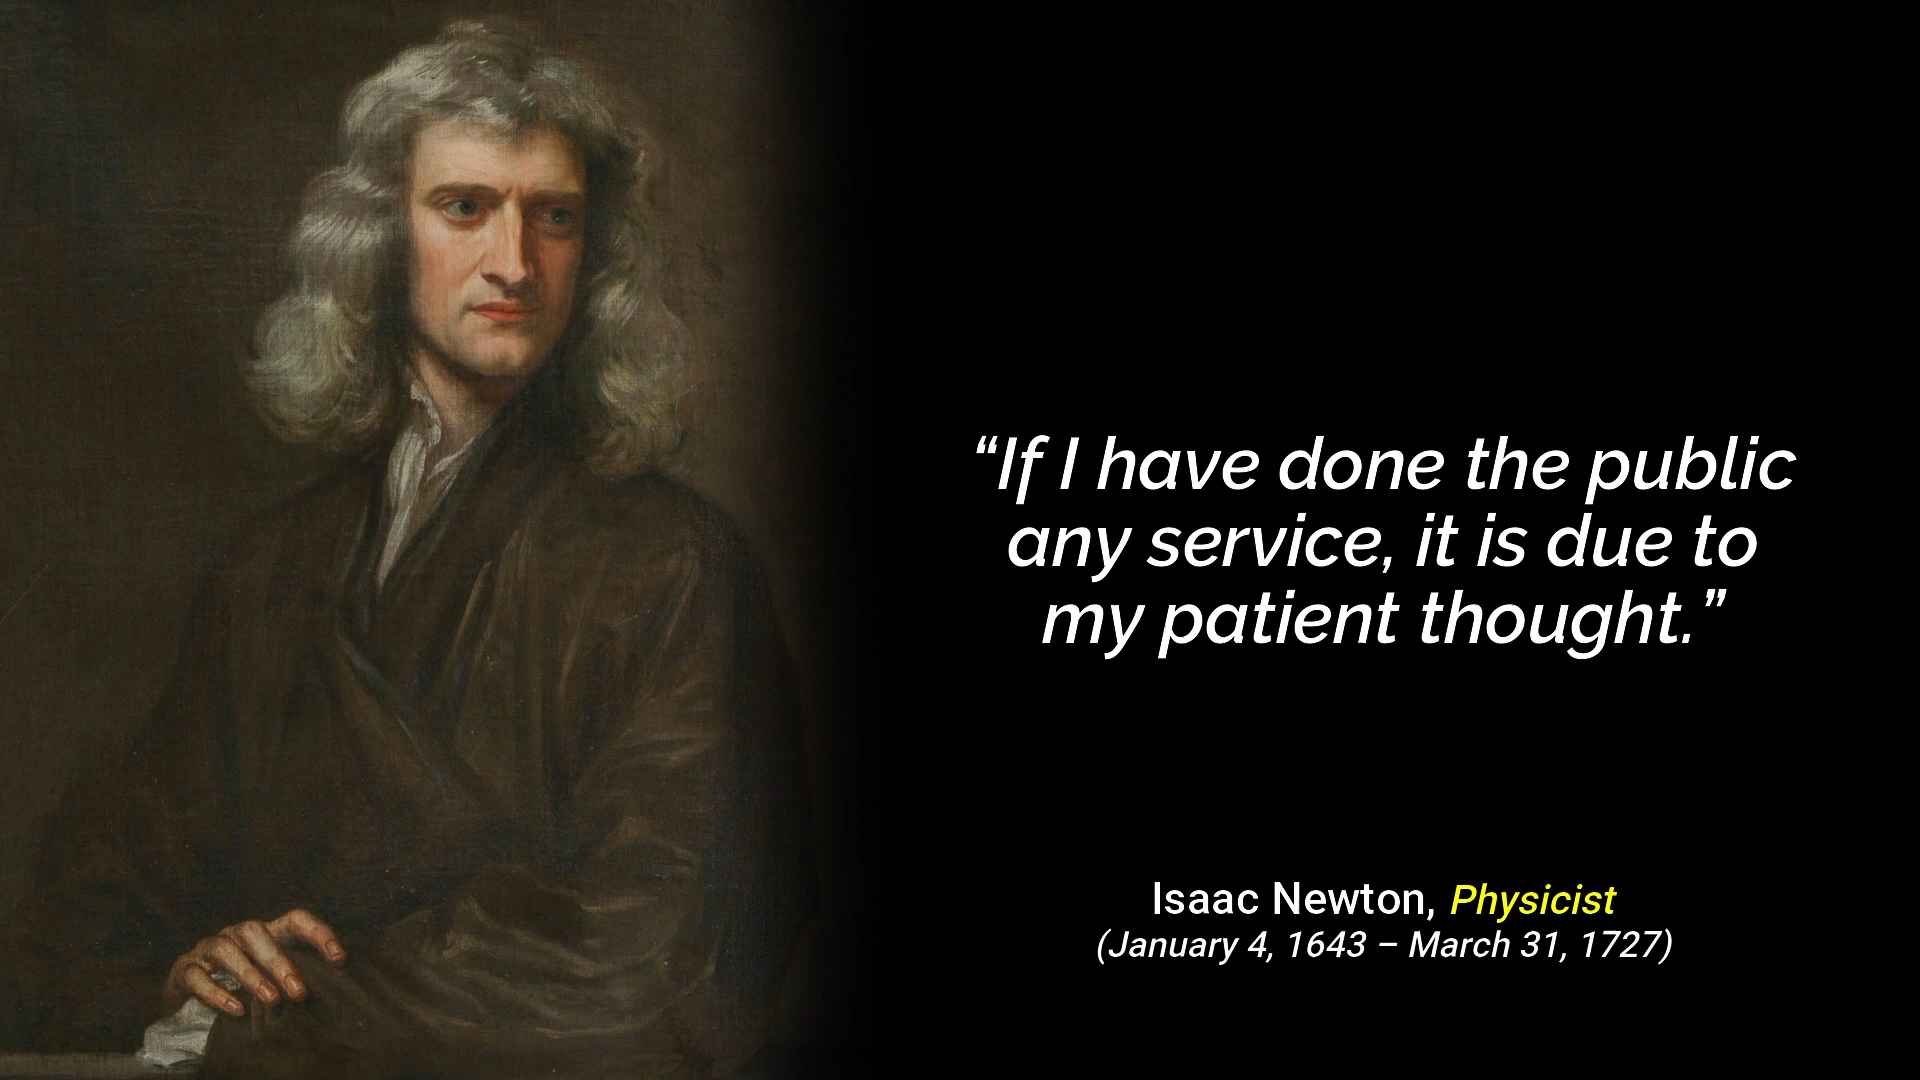 “If I have done the public
any service, it is due to
my patient thought.”
Isaac Newton, Physicist
(January 4, 1643 – March 31, 1727)